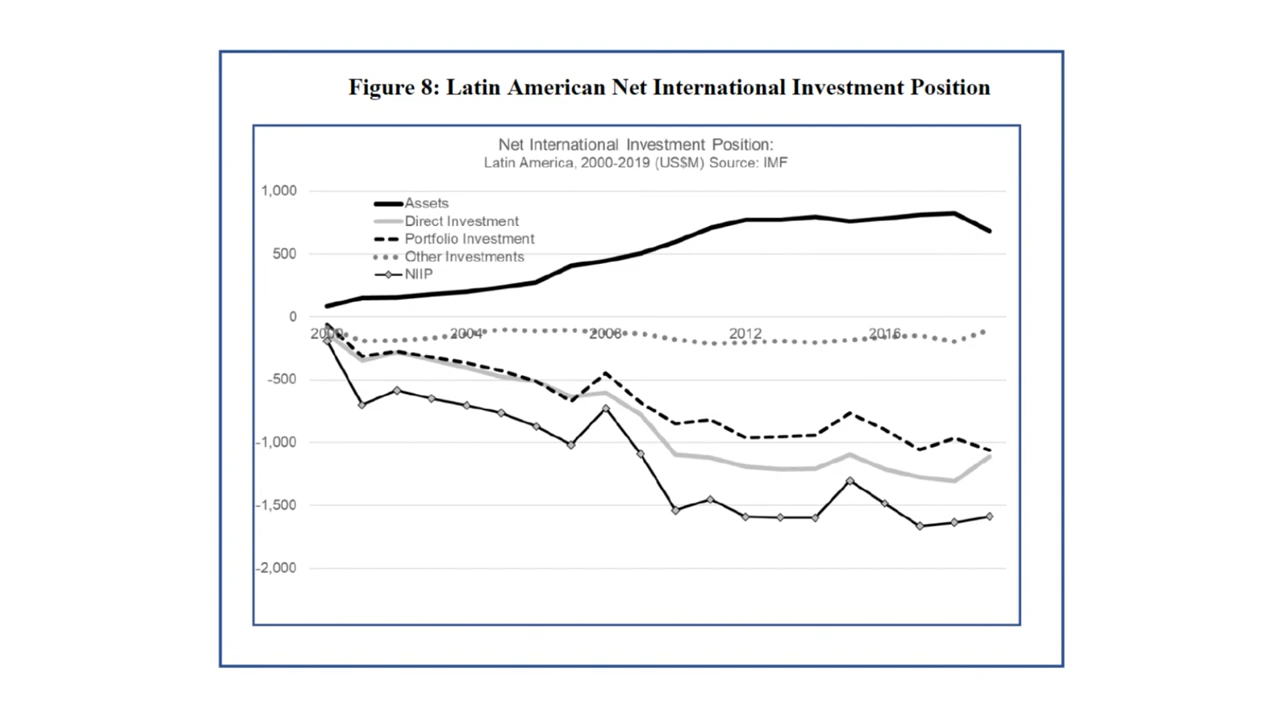 Figure 8: Latin American Net International Investment Position
Net International Investment Position:
Latin America, 2000-2019 (US$M) Source: IMF
1,000
Assets
Direct Investment
Portfolio Investment
500
Other Investments
NIIP
0
2000
2004
2008
2012
2016
-500
-1,000
-1,500
-2,000